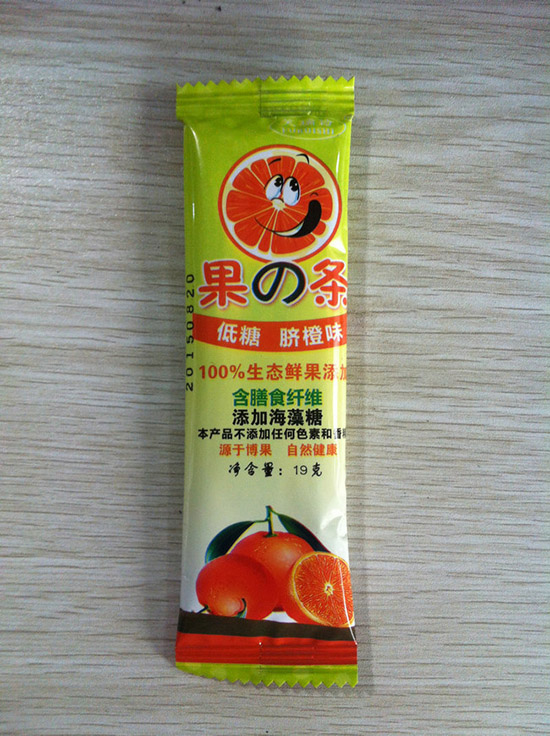 果の条
低糖 脐橙味
100%生态鲜果添加
含膳食纤维
添加海藻糖
本产品不添加任何色素和香
源于博果 自然健康
净含量：19克
20150820